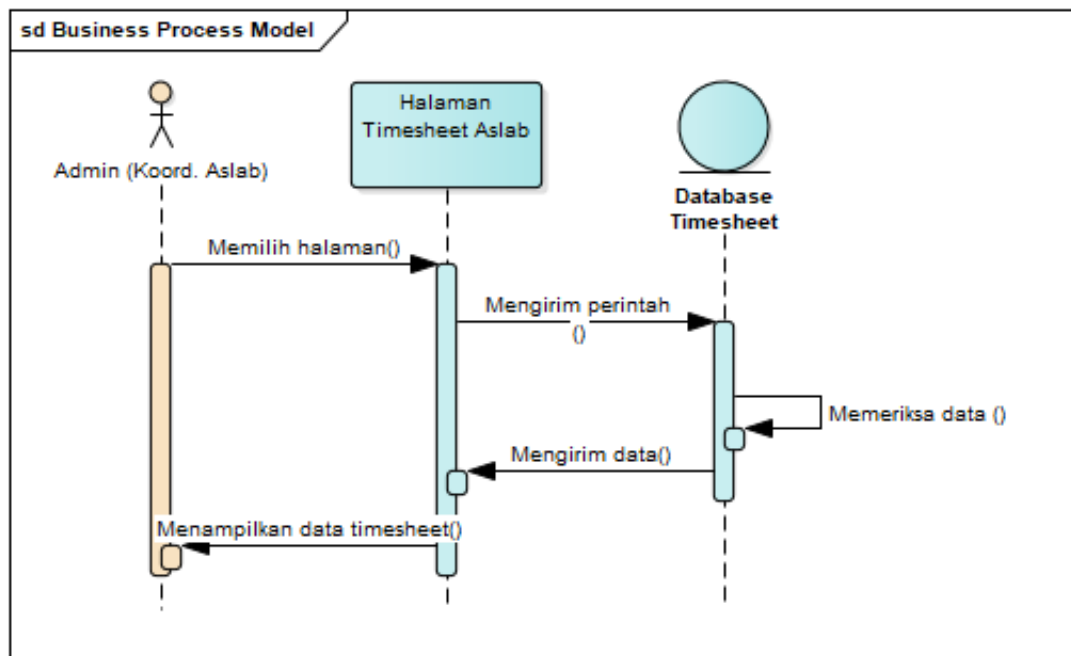 sd Business Process Model
Halaman
Timesheet Aslab
Admin (Koord. Aslab)
Database
Timesheet
Memilih halaman()
Mengirim perintah
()
Memeriksa data ()
Mengirim data()
Menampilkan data timesheet()